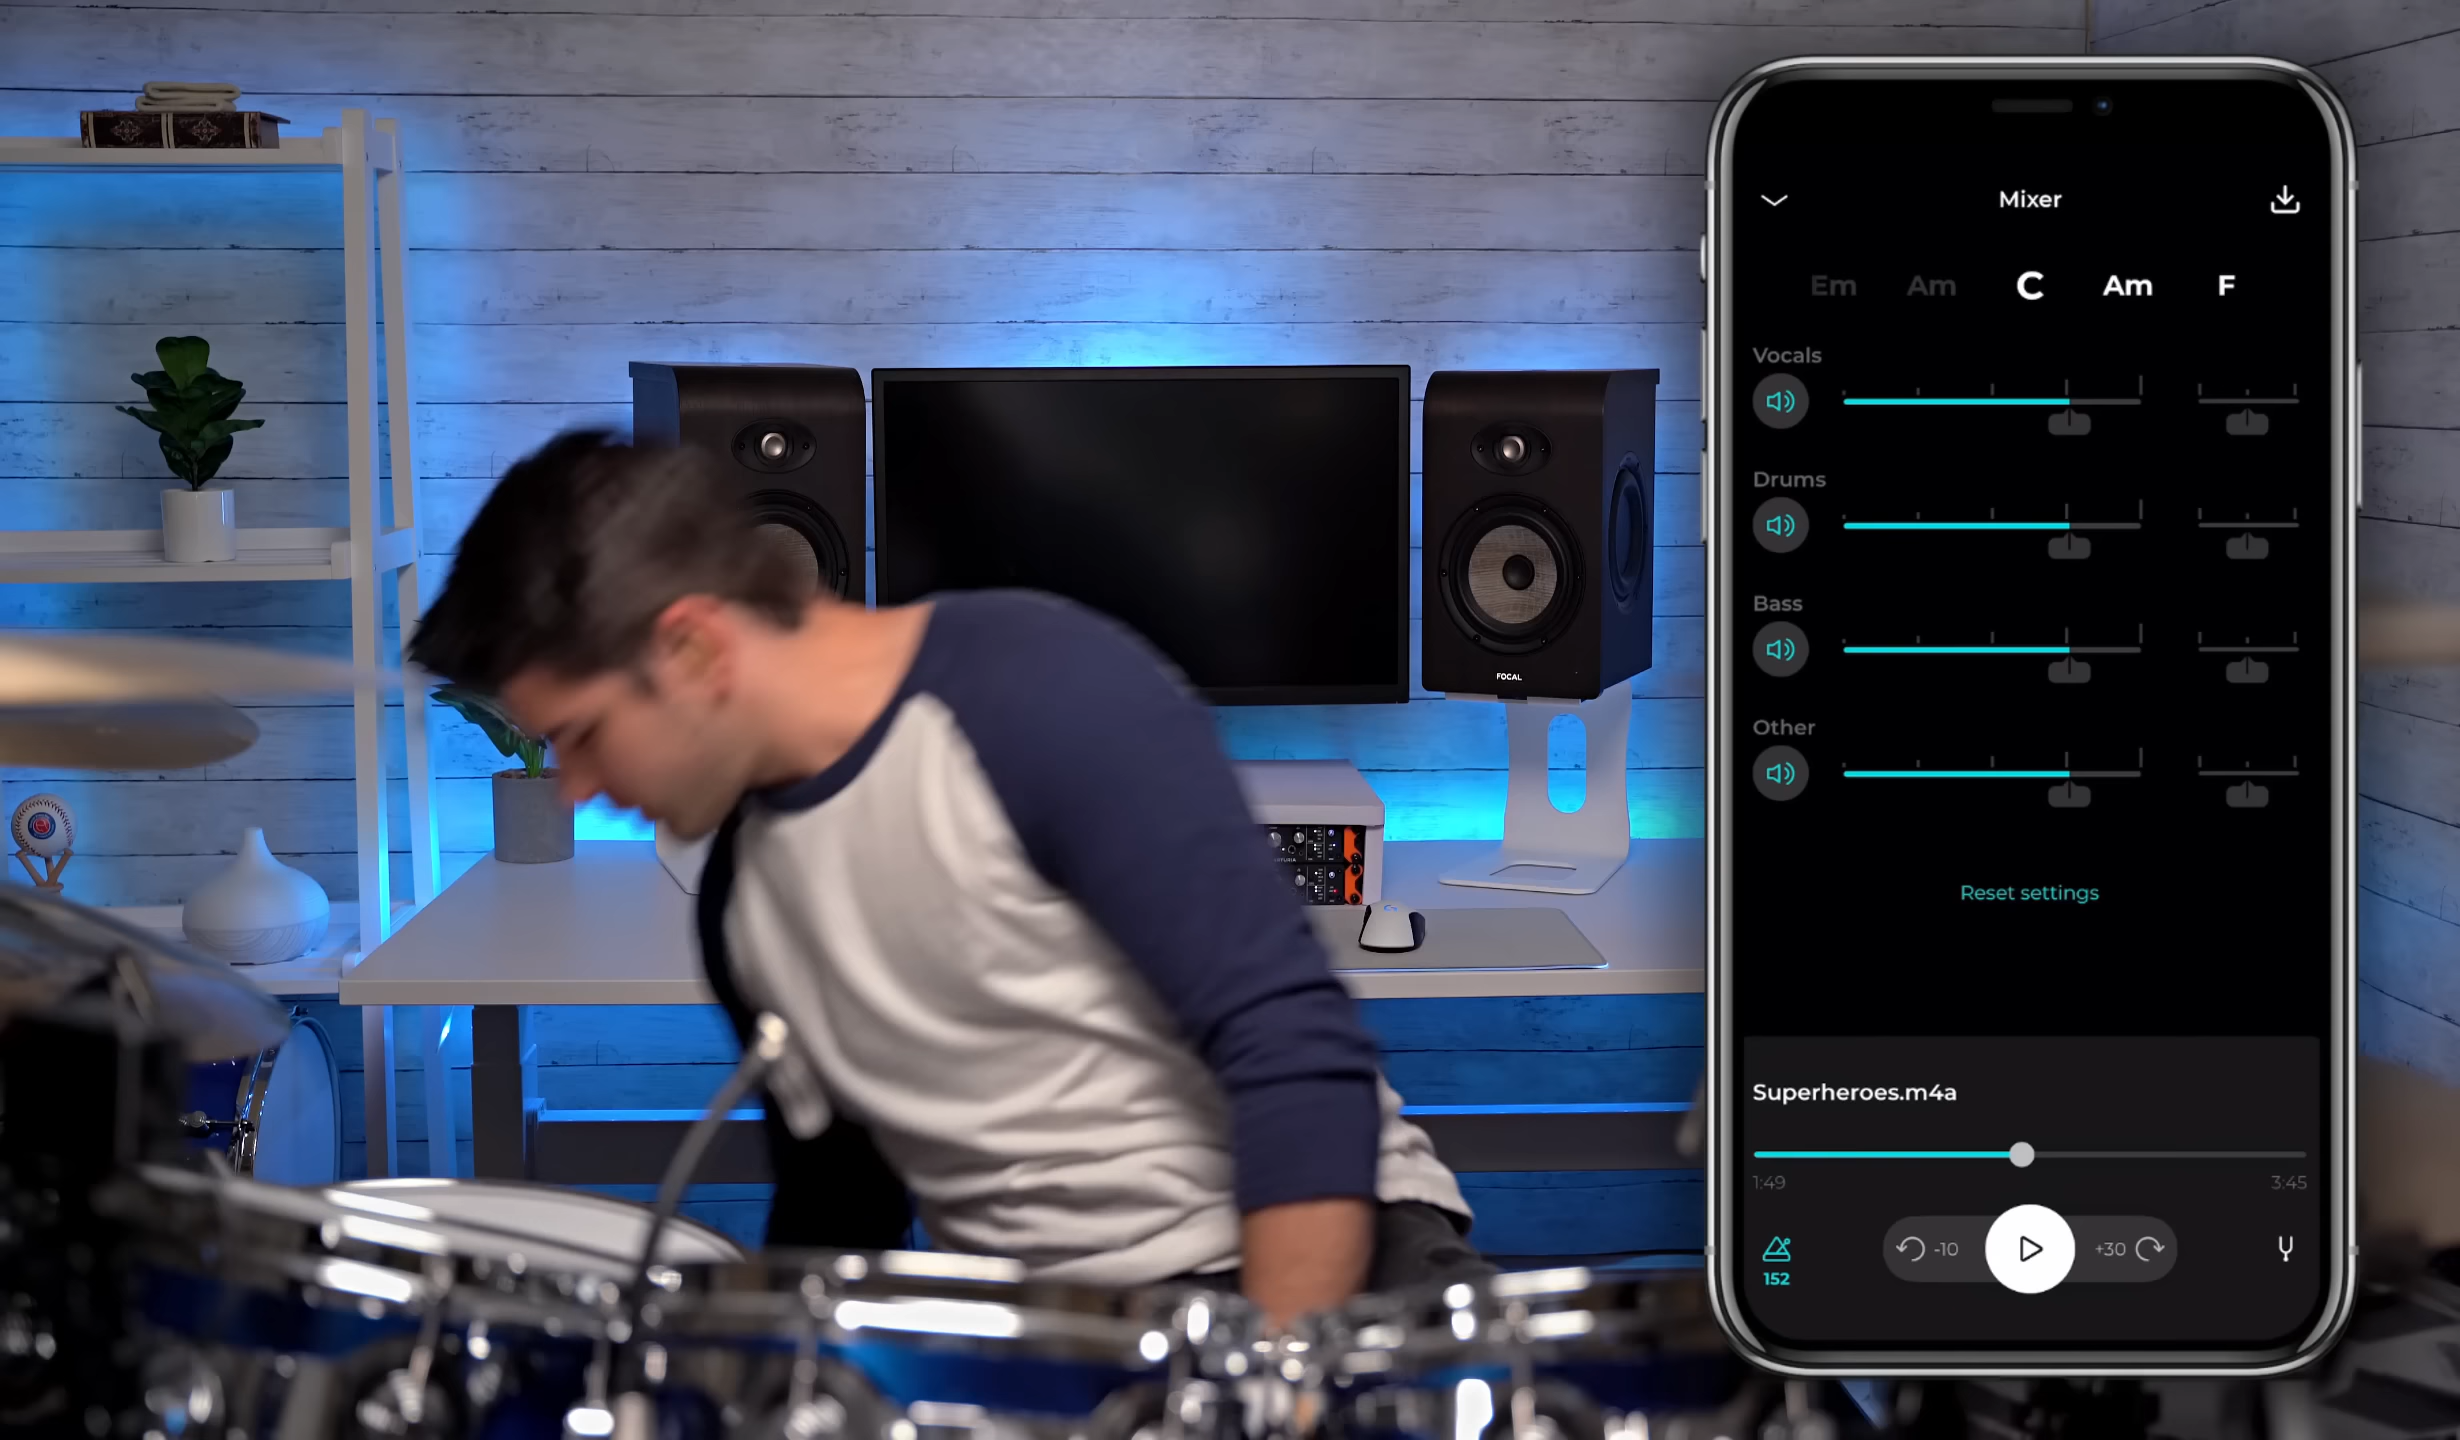 Mixer
Em Am C Am F
Vocals
Drums
Bass
Other
Reset settings
Superheroes.m4a
1:49 3:45
-10 +30
152
FOCAL
ARTURIA